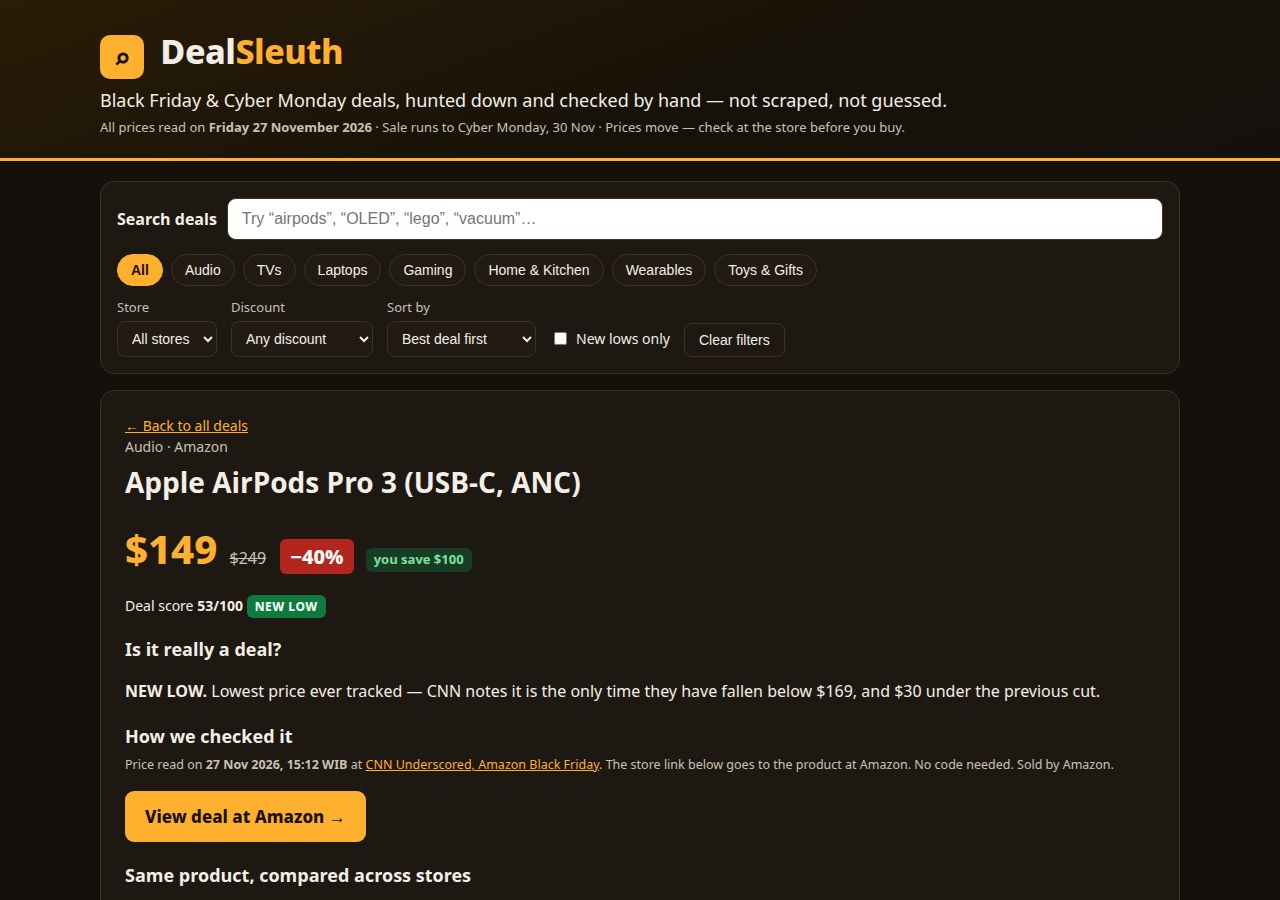 DealSleuth
Black Friday & Cyber Monday deals, hunted down and checked by hand — not scraped, not guessed.
All prices read on Friday 27 November 2026 · Sale runs to Cyber Monday, 30 Nov · Prices move — check at the store before you buy.
Search deals Try “airpods”, “OLED”, “lego”, “vacuum”…
All Audio TVs Laptops Gaming Home & Kitchen Wearables Toys & Gifts
Store Discount Sort by
All stores Any discount Best deal first New lows only Clear filters
← Back to all deals
Audio · Amazon
Apple AirPods Pro 3 (USB-C, ANC)
$149 $249 −40% you save $100
Deal score 53/100 NEW LOW
Is it really a deal?
NEW LOW. Lowest price ever tracked — CNN notes it is the only time they have fallen below $169, and $30 under the previous cut.
How we checked it
Price read on 27 Nov 2026, 15:12 WIB at CNN Underscored, Amazon Black Friday. The store link below goes to the product at Amazon. No code needed. Sold by Amazon.
View deal at Amazon →
Same product, compared across stores